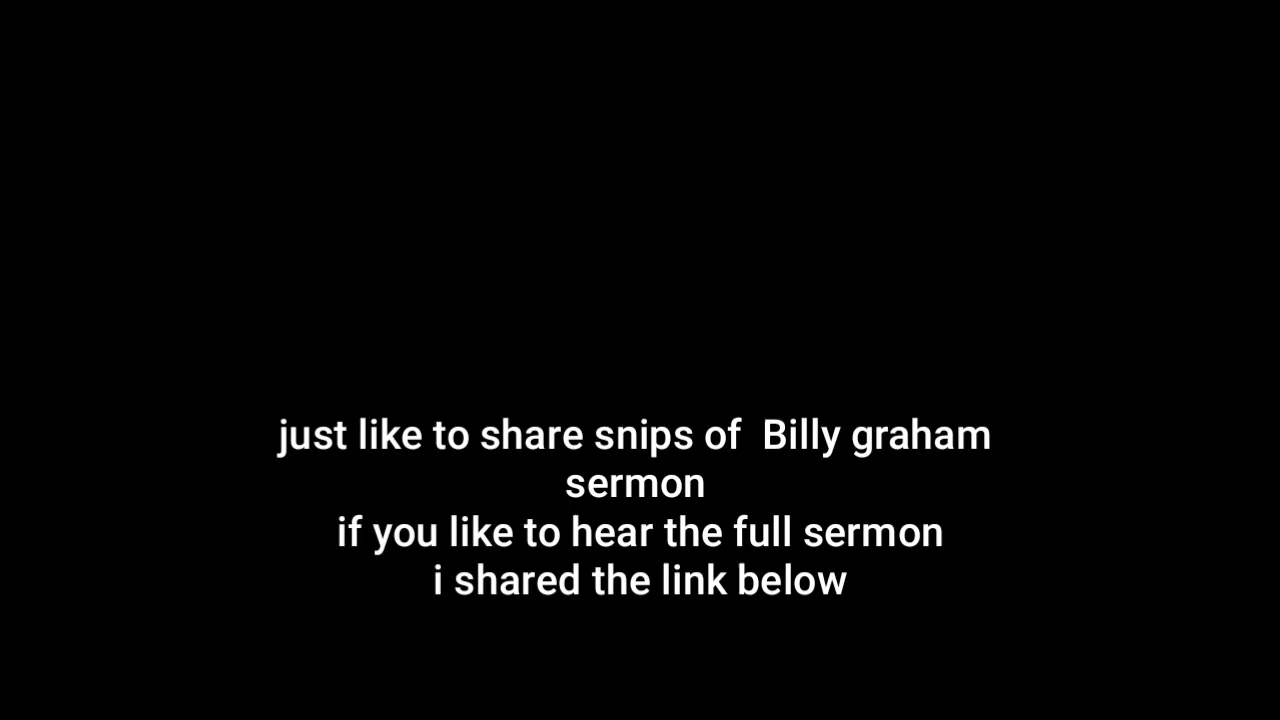 just like to share snips of  Billy graham
sermon
if you like to hear the full sermon
i shared the link below